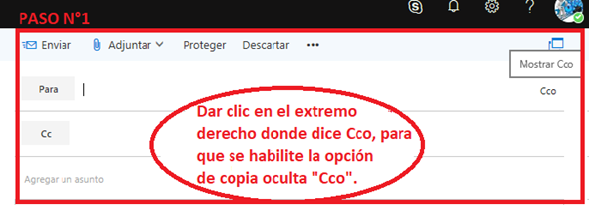 PASO N°1
Enviar Adjuntar Proteger Descartar •••
Mostrar Cco
Para Cco
Dar clic en el extremo
derecho donde dice Cco, para
que se habilite la opción
de copia oculta "Cco".
Cc
Agregar un asunto